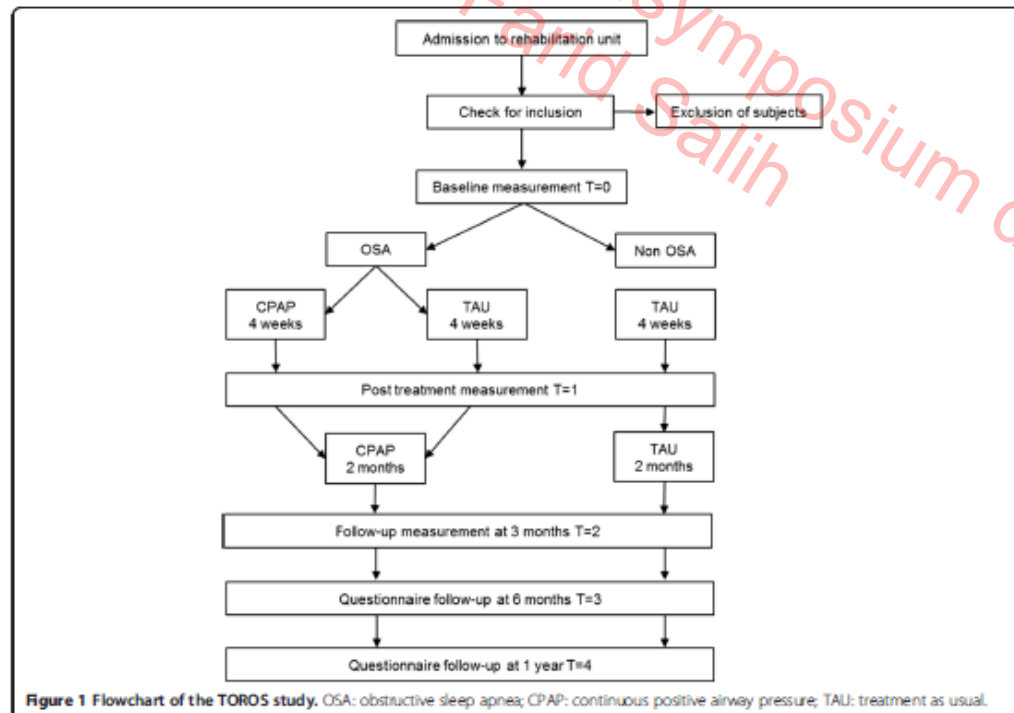 symposium o
Farid Salih
Admission to rehabilitation unit
Check for inclusion
Exclusion of subjects
Baseline measurement T=0
OSA
Non OSA
CPAP
4 weeks
TAU
4 weeks
TAU
4 weeks
Post treatment measurement T=1
CPAP
2 months
TAU
2 months
Follow-up measurement at 3 months T=2
Questionnaire follow-up at 6 months T=3
Questionnaire follow-up at 1 year T=4
Figure 1 Flowchart of the TOROS study. OSA: obstructive sleep apnea; CPAP: continuous positive airway pressure; TAU: treatment as usual.